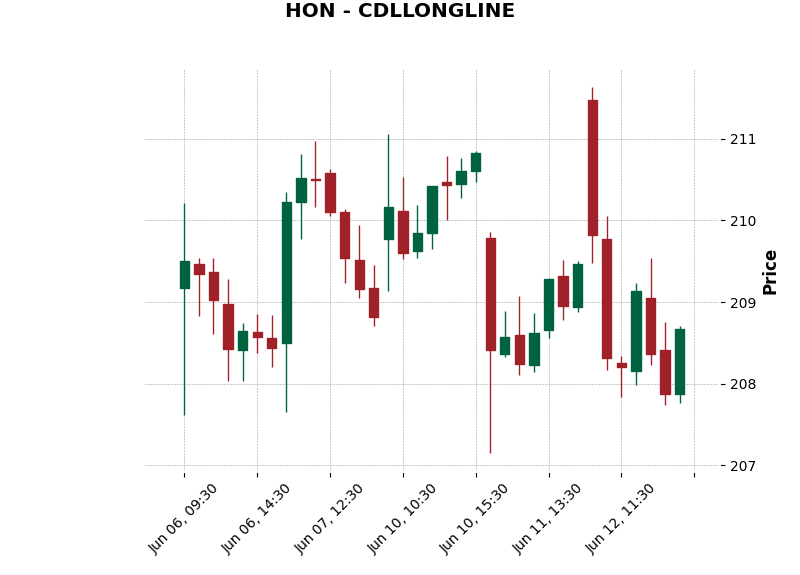 HON - CDLLONGLINE
211
210
209
208
207
Price
Jun 06, 09:30
Jun 06, 14:30
Jun 07, 12:30
Jun 10, 10:30
Jun 10, 15:30
Jun 11, 13:30
Jun 12, 11:30